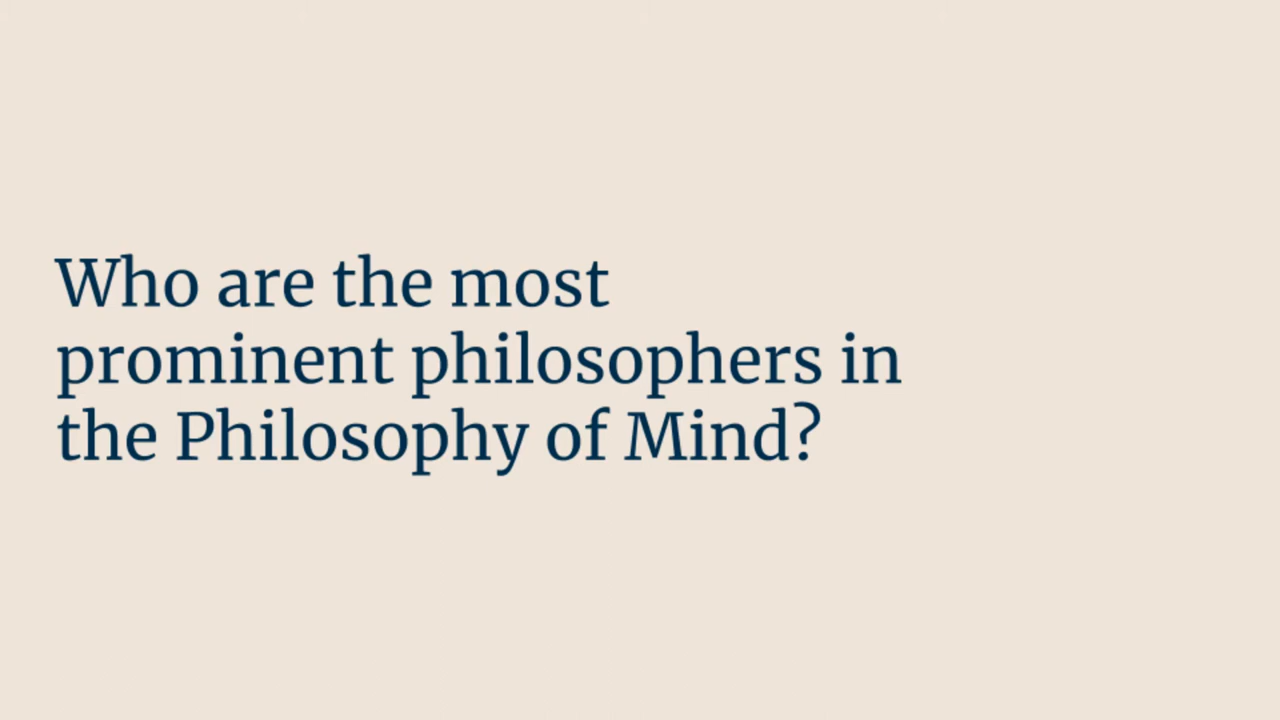 Who are the most
prominent philosophers in
the Philosophy of Mind?